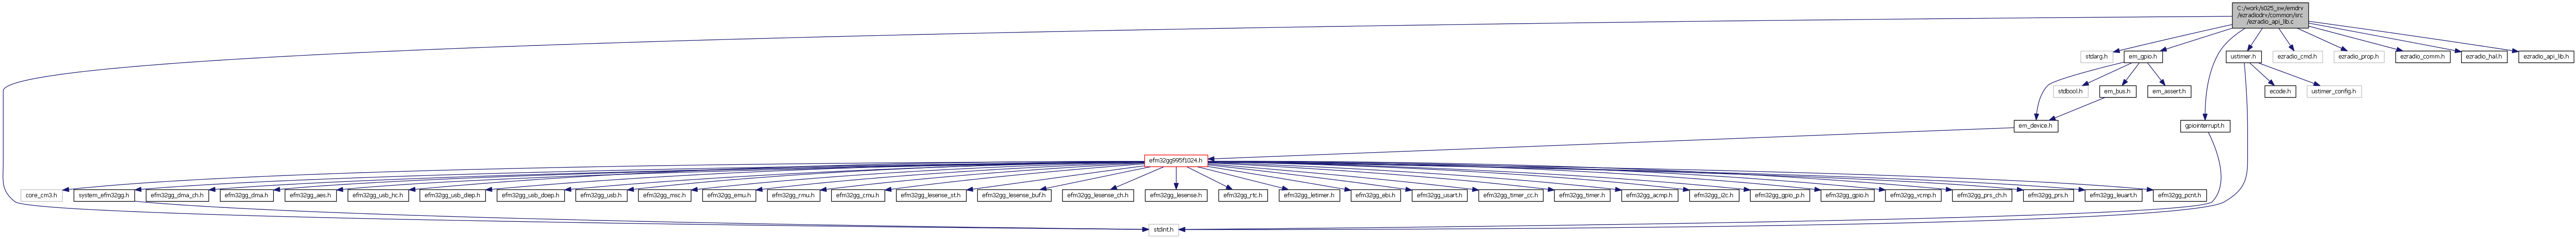 C:/work/s025_sw/emdrv
/ezradiodrv/common/src
/ezradio_api_lib.c
stdarg.h
em_gpio.h
ustimer.h
ezradio_cmd.h
ezradio_prop.h
ezradio_comm.h
ezradio_hal.h
ezradio_api_lib.h
stdbool.h
em_bus.h
em_assert.h
ecode.h
ustimer_config.h
em_device.h
gpiointerrupt.h
efm32gg995f1024.h
core_cm3.h
system_efm32gg.h
efm32gg_dma_ch.h
efm32gg_dma.h
efm32gg_aes.h
efm32gg_usb_hc.h
efm32gg_usb_diep.h
efm32gg_usb_doep.h
efm32gg_usb.h
efm32gg_msc.h
efm32gg_emu.h
efm32gg_rmu.h
efm32gg_cmu.h
efm32gg_lesense_st.h
efm32gg_lesense_buf.h
efm32gg_lesense_ch.h
efm32gg_lesense.h
efm32gg_rtc.h
efm32gg_letimer.h
efm32gg_ebi.h
efm32gg_usart.h
efm32gg_timer_cc.h
efm32gg_timer.h
efm32gg_acmp.h
efm32gg_i2c.h
efm32gg_gpio_p.h
efm32gg_gpio.h
efm32gg_vcmp.h
efm32gg_prs_ch.h
efm32gg_prs.h
efm32gg_leuart.h
efm32gg_pcnt.h
stdint.h